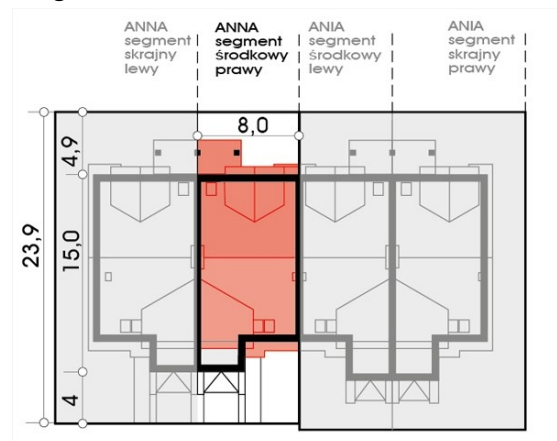 ANNA
segment
skrajny
lewy
ANNA
segment
środkowy
prawy
ANIA
segment
środkowy
lewy
ANIA
segment
skrajny
prawy
8,0
4,9
15,0
23,9
4